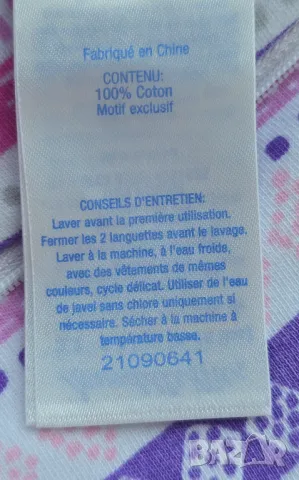 Fabriqué en Chine
CONTENU:
100% Coton
Motif exclusif
CONSEILS D'ENTRETIEN:
Laver avant la première utilisation.
Fermer les 2 languettes avant le lavage.
Laver à la machine, à l'eau froide,
avec des vêtements de mêmes
couleurs, cycle délicat. Utiliser de l'eau
de javel sans chlore uniquement si
nécessaire. Sécher à la machine à
température basse.
21090641
BAZAR